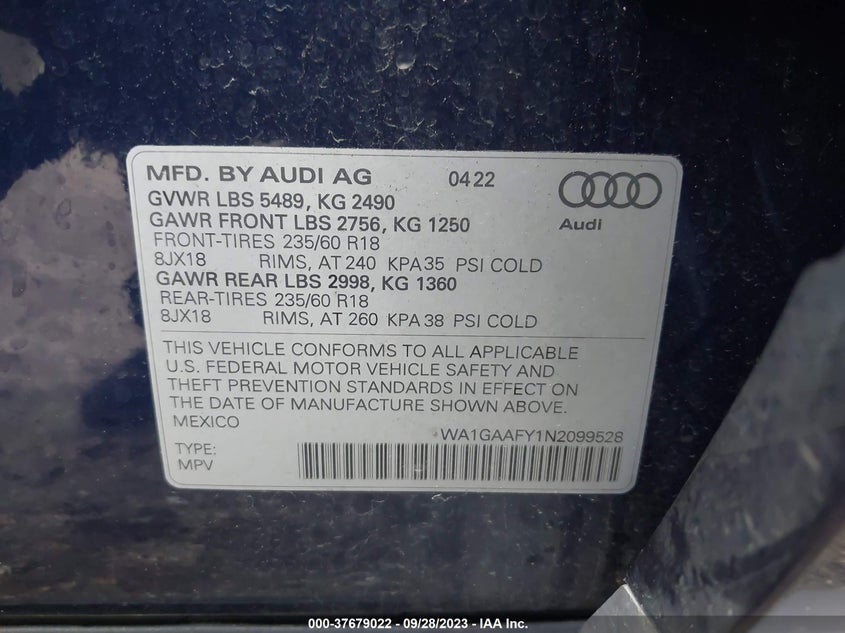 MFD. BY AUDI AG 0422
GVWR LBS 5489, KG 2490
GAWR FRONT LBS 2756, KG 1250
Audi
FRONT-TIRES 235/60 R18
8JX18 RIMS, AT 240 KPA35 PSI COLD
GAWR REAR LBS 2998, KG 1360
REAR-TIRES 235/60 R18
8JX18 RIMS, AT 260 KPA38 PSI COLD
THIS VEHICLE CONFORMS TO ALL APPLICABLE
U.S. FEDERAL MOTOR VEHICLE SAFETY AND
THEFT PREVENTION STANDARDS IN EFFECT ON
THE DATE OF MANUFACTURE SHOWN ABOVE.
MEXICO
WA1GAAFY1N2099528
TYPE:
MPV
000-37679022 - 09/28/2023 - IAA Inc.